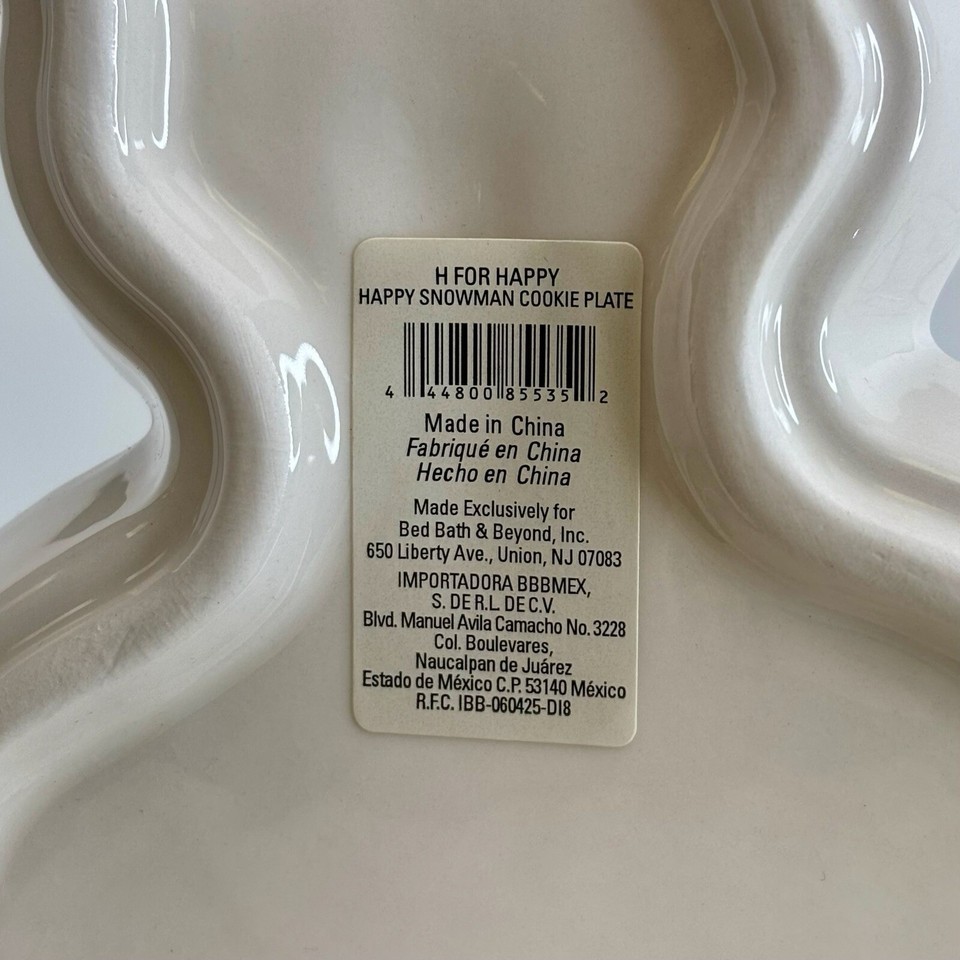 H FOR HAPPY
HAPPY SNOWMAN COOKIE PLATE
4 44800 85535 2
Made in China
Fabriqué en China
Hecho en China
Made Exclusively for
Bed Bath & Beyond, Inc.
650 Liberty Ave., Union, NJ 07083
IMPORTADORA BBBMEX,
S. DE R.L. DE C.V.
Blvd. Manuel Avila Camacho No. 3228
Col. Boulevares,
Naucalpan de Juárez
Estado de México C.P. 53140 México
R.F.C. IBB-060425-DI8